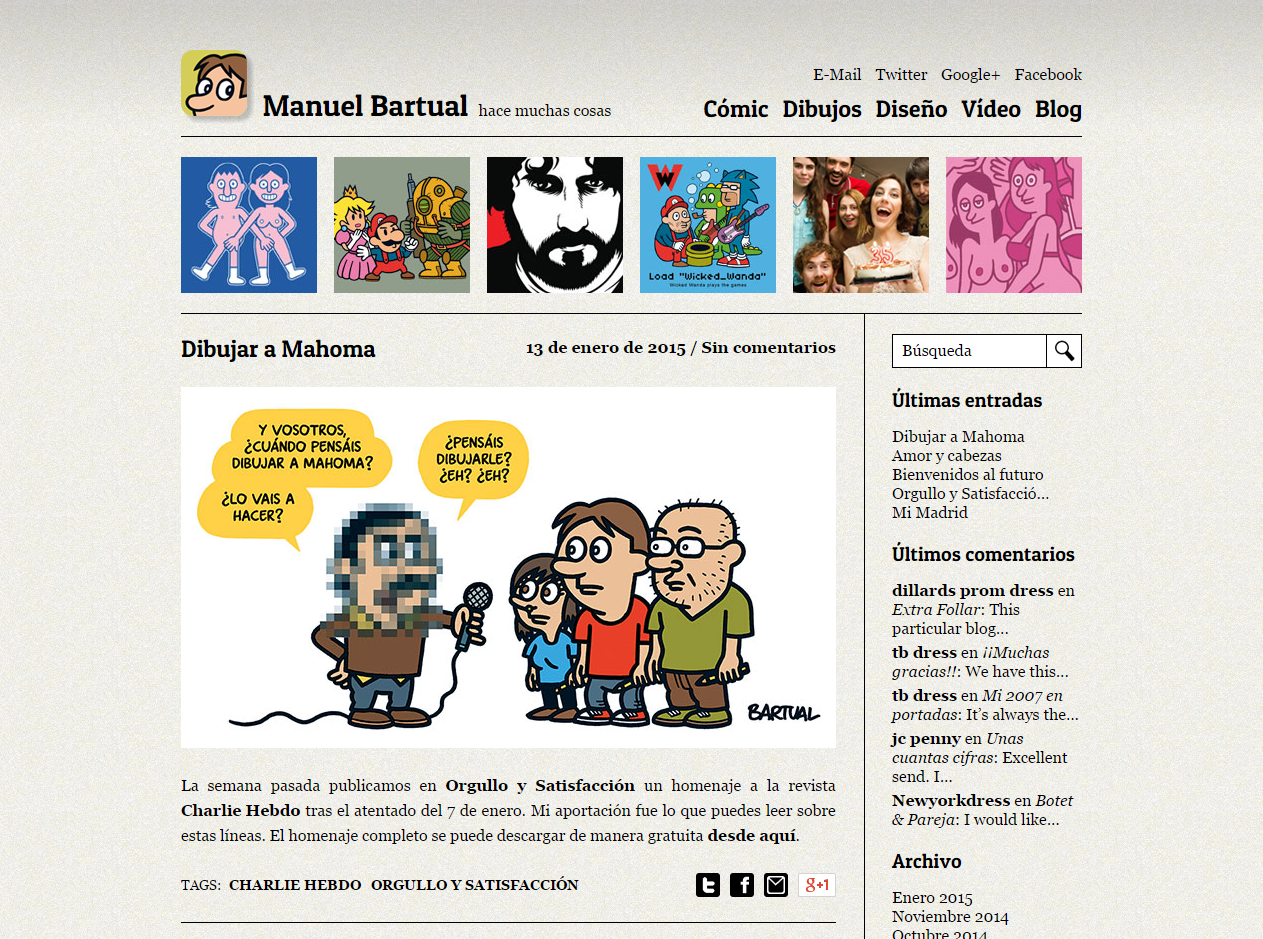 E-Mail Twitter Google+ Facebook
Manuel Bartual hace muchas cosas
Cómic Dibujos Diseño Vídeo Blog
W
35
Load "Wicked_Wanda"
Wicked Wanda plays the games
Dibujar a Mahoma
13 de enero de 2015 / Sin comentarios
Y VOSOTROS,
¿CUÁNDO PENSÁIS
DIBUJAR A MAHOMA?
¿LO VAIS A
HACER?
¿PENSÁIS
DIBUJARLE?
¿EH? ¿EH?
BARTUAL
La semana pasada publicamos en Orgullo y Satisfacción un homenaje a la revista
Charlie Hebdo tras el atentado del 7 de enero. Mi aportación fue lo que puedes leer sobre
estas líneas. El homenaje completo se puede descargar de manera gratuita desde aquí.
TAGS: CHARLIE HEBDO ORGULLO Y SATISFACCIÓN
g+1
Búsqueda
Últimas entradas
Dibujar a Mahoma
Amor y cabezas
Bienvenidos al futuro
Orgullo y Satisfacció...
Mi Madrid
Últimos comentarios
dillards prom dress en
Extra Follar: This
particular blog...
tb dress en ¡¡Muchas
gracias!!: We have this...
tb dress en Mi 2007 en
portadas: It's always the...
jc penny en Unas
cuantas cifras: Excellent
send. I...
Newyorkdress en Botet
& Pareja: I would like...
Archivo
Enero 2015
Noviembre 2014
Octubre 2014